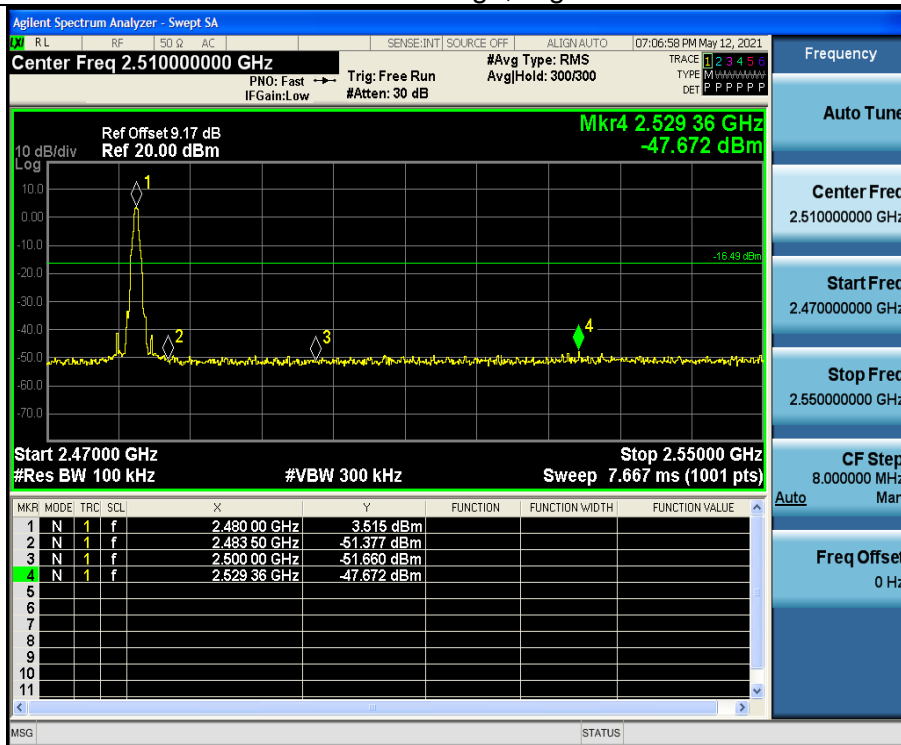 Agilent Spectrum Analyzer - Swept SA
LXI RL RF 50 Ω AC SENSE:INT SOURCE OFF ALIGN AUTO 07:06:58 PM May 12, 2021
Center Freq 2.510000000 GHz #Avg Type: RMS TRACE 1 2 3 4 5 6
PNO: Fast Trig: Free Run Avg|Hold: 300/300 TYPE M
IFGain:Low #Atten: 30 dB DET P P P P P P
Ref Offset 9.17 dB Mkr4 2.529 36 GHz
10 dB/div Ref 20.00 dBm -47.672 dBm
Log
10.0
0.00
-10.0
-16.49 dBm
-20.0
-30.0
-40.0
-50.0
-60.0
-70.0
1
2
3
4
Start 2.47000 GHz Stop 2.55000 GHz
#Res BW 100 kHz #VBW 300 kHz Sweep 7.667 ms (1001 pts)
MKR MODE TRC SCL X Y FUNCTION FUNCTION WIDTH FUNCTION VALUE
1 N 1 f 2.480 00 GHz 3.515 dBm
2 N 1 f 2.483 50 GHz -51.377 dBm
3 N 1 f 2.500 00 GHz -51.660 dBm
4 N 1 f 2.529 36 GHz -47.672 dBm
5
6
7
8
9
10
11
MSG STATUS
Frequency
Auto Tune
Center Freq
2.510000000 GHz
Start Freq
2.470000000 GHz
Stop Freq
2.550000000 GHz
CF Step
8.000000 MHz
Auto Man
Freq Offset
0 Hz